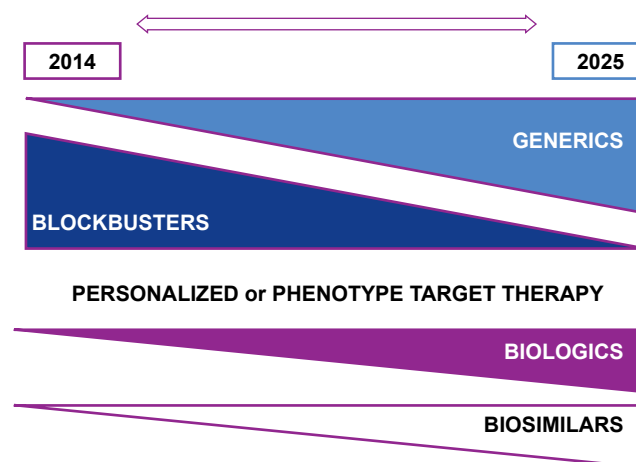 2014
2025
GENERICS
BLOCKBUSTERS
PERSONALIZED or PHENOTYPE TARGET THERAPY
BIOLOGICS
BIOSIMILARS